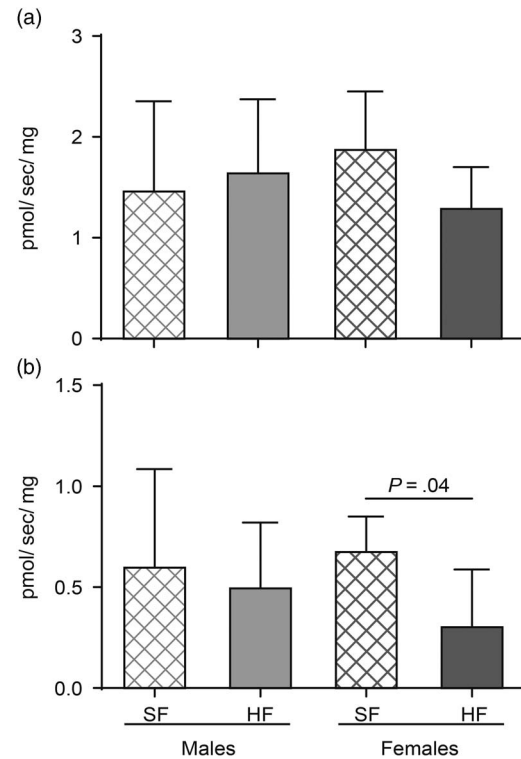 (a)
3
2
1
0
pmol/ sec/ mg
(b)
1.5
1.0
0.5
0.0
pmol/ sec/ mg
P = .04
SF HF SF HF
Males Females